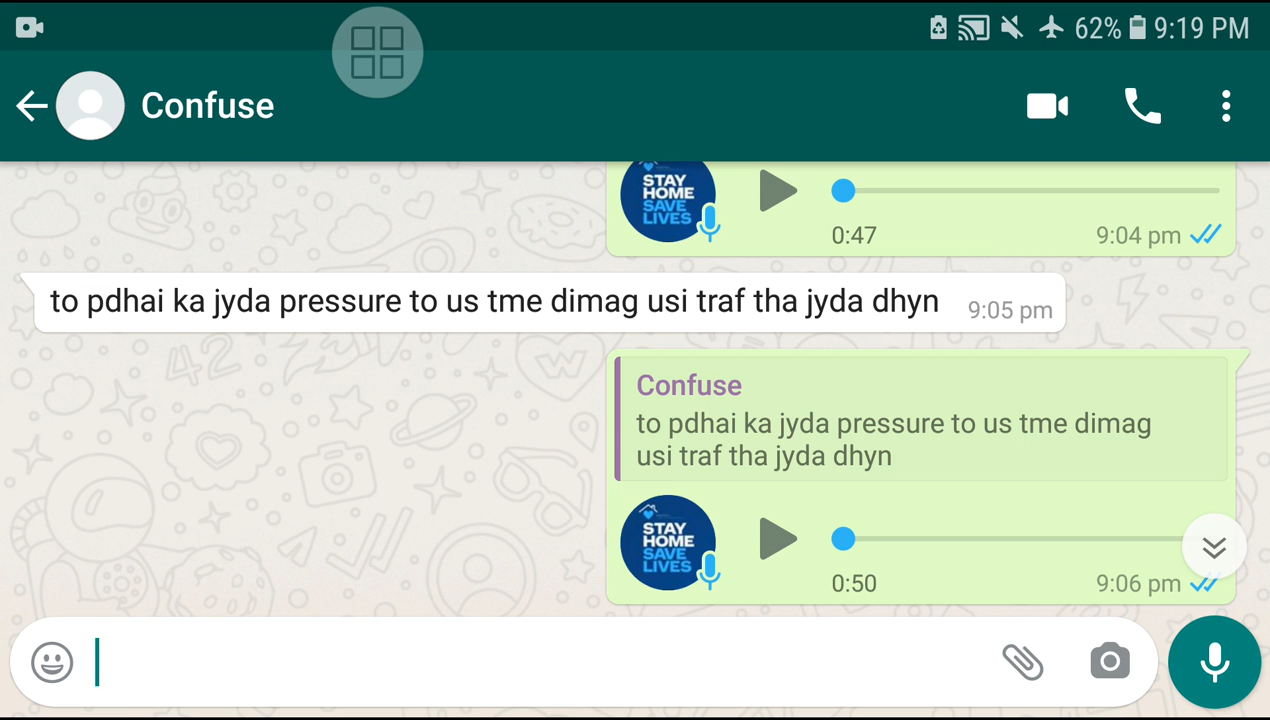 62% 9:19 PM
Confuse
STAY
HOME
SAVE
LIVES
0:47 9:04 pm
to pdhai ka jyda pressure to us tme dimag usi traf tha jyda dhyn 9:05 pm
Confuse
to pdhai ka jyda pressure to us tme dimag
usi traf tha jyda dhyn
STAY
HOME
SAVE
LIVES
0:50 9:06 pm